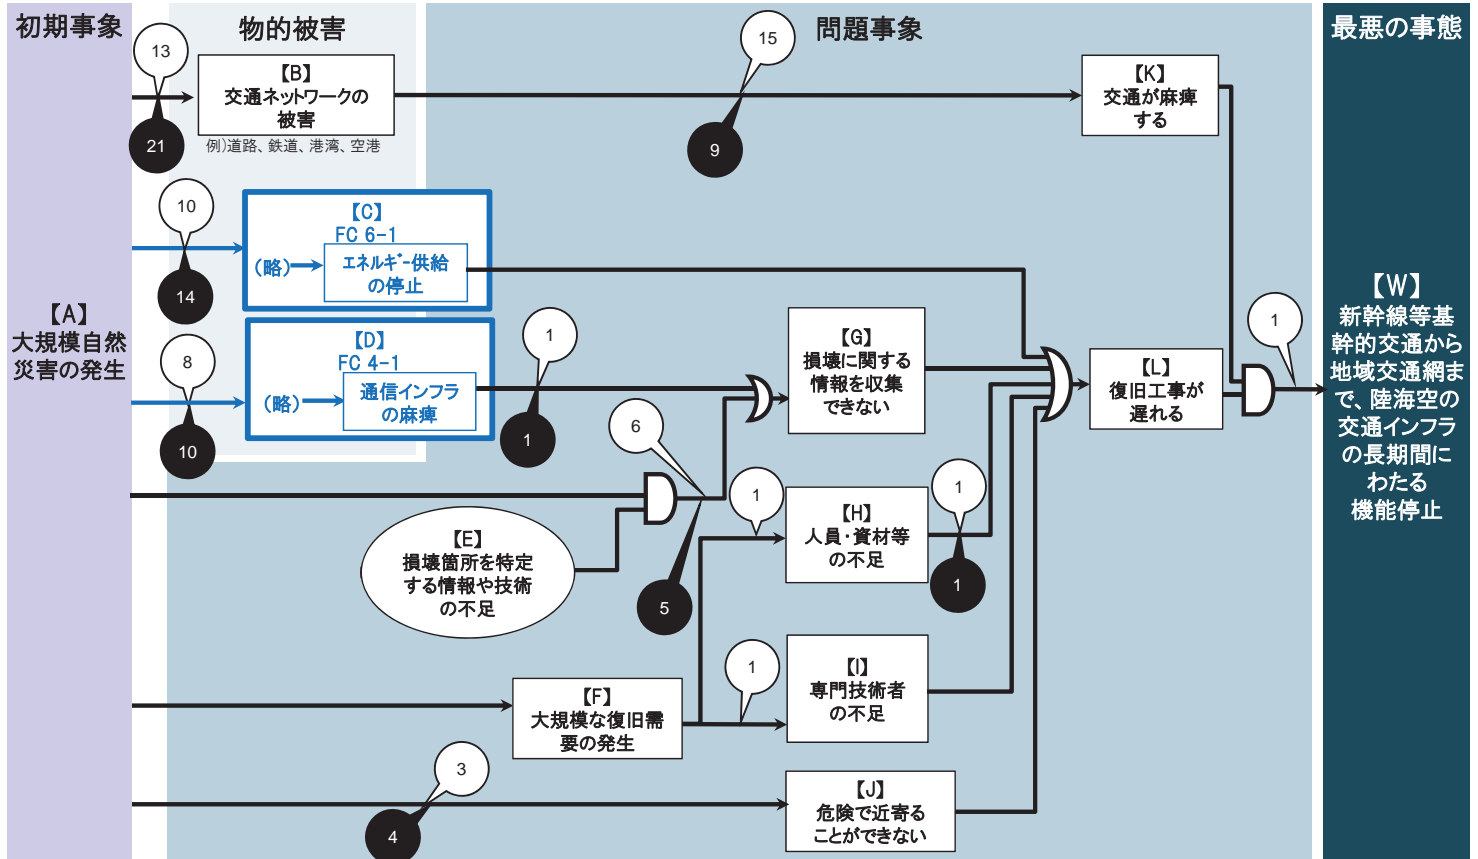 初期事象
物的被害
問題事象
最悪の事態
13
21
【B】
交通ネットワークの
被害
例)道路、鉄道、港湾、空港
15
9
【K】
交通が麻痺
する
10
14
【C】
FC 6-1
(略)
エネルギー供給
の停止
【A】
大規模自然
災害の発生
8
10
【D】
FC 4-1
(略)
通信インフラ
の麻痺
1
1
【G】
損壊に関する
情報を収集
できない
【L】
復旧工事が
遅れる
1
【W】
新幹線等基
幹的交通から
地域交通網ま
で、陸海空の
交通インフラ
の長期間に
わたる
機能停止
6
5
【E】
損壊箇所を特定
する情報や技術
の不足
1
【H】
人員・資材等
の不足
1
1
【F】
大規模な復旧需
要の発生
1
【I】
専門技術者
の不足
3
4
【J】
危険で近寄る
ことができない